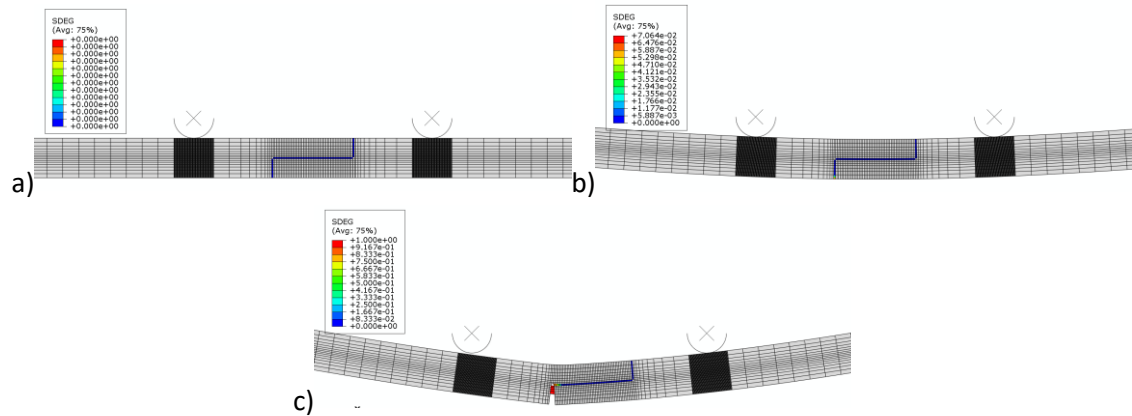 SDEG
(Avg: 75%)
+0.000e+00
+0.000e+00
+0.000e+00
+0.000e+00
+0.000e+00
+0.000e+00
+0.000e+00
+0.000e+00
+0.000e+00
+0.000e+00
+0.000e+00
+0.000e+00
+0.000e+00
a)
SDEG
(Avg: 75%)
+7.064e-02
+6.476e-02
+5.887e-02
+5.298e-02
+4.710e-02
+4.121e-02
+3.532e-02
+2.943e-02
+2.355e-02
+1.766e-02
+1.177e-02
+5.887e-03
+0.000e+00
b)
SDEG
(Avg: 75%)
+1.000e+00
+9.167e-01
+8.333e-01
+7.500e-01
+6.667e-01
+5.833e-01
+5.000e-01
+4.167e-01
+3.333e-01
+2.500e-01
+1.667e-01
+8.333e-02
+0.000e+00
c)